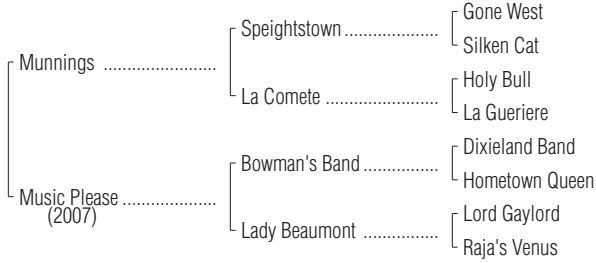 Gone West
Speightstown ....................
Silken Cat
Munnings ........................
Holy Bull
La Comete ........................
La Gueriere
Dixieland Band
Bowman's Band ................
Hometown Queen
Music Please ....................
(2007)
Lord Gaylord
Lady Beaumont ................
Raja's Venus